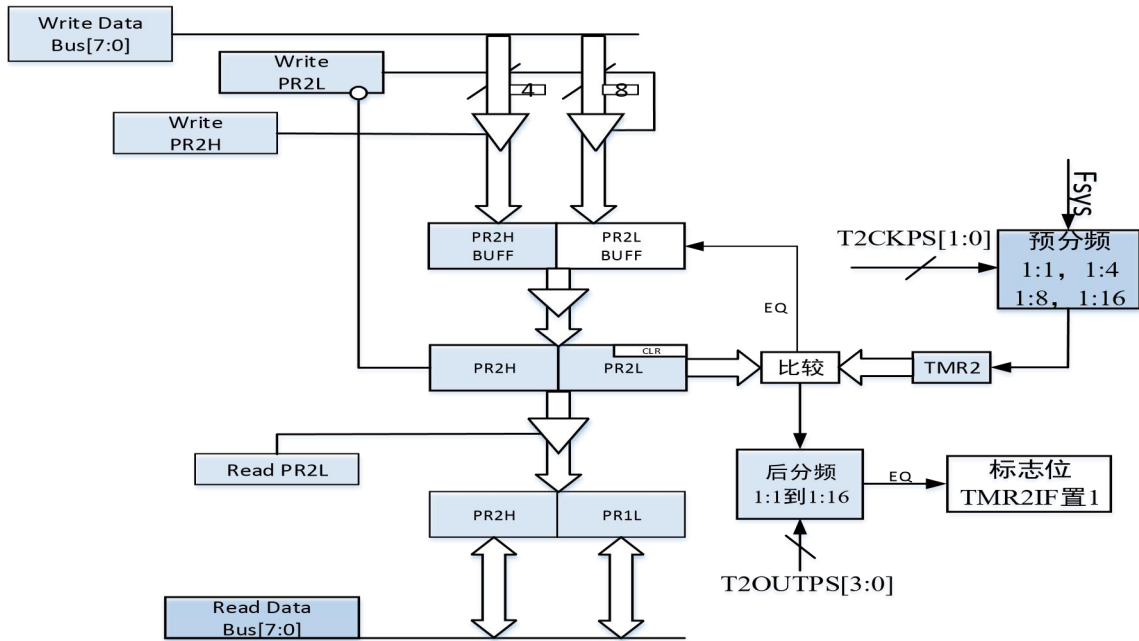 Write Data
Bus[7:0]
Write
PR2L
4
8
Write
PR2H
Fsys
T2CKPS[1:0]
预分频
1:1，1:4
1:8，1:16
PR2H
BUFF
PR2L
BUFF
EQ
CLR
PR2H
PR2L
比较
TMR2
Read PR2L
后分频
1:1到1:16
EQ
标志位
TMR2IF置1
PR2H
PR1L
T2OUTPS[3:0]
Read Data
Bus[7:0]